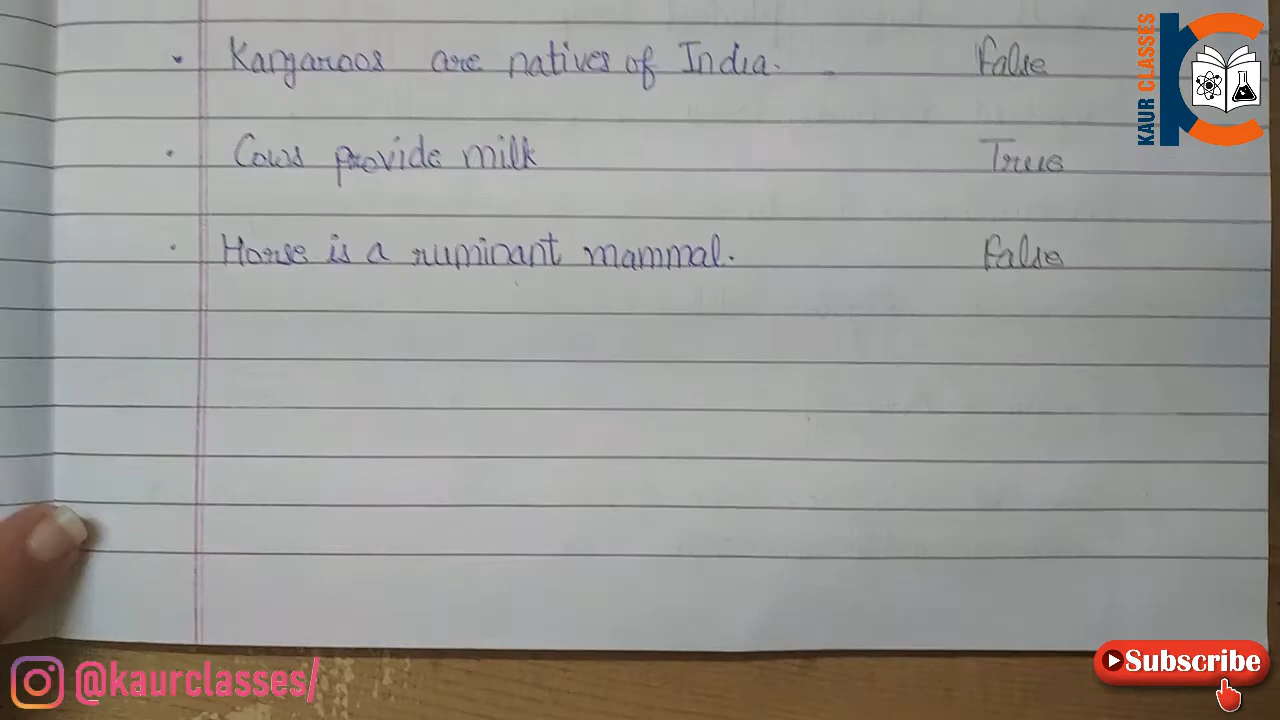 • Kangaroos are natives of India. False
• Cows provide milk True
• Horse is a ruminant mammal. False
KAUR CLASSES
@kaurclasses/
Subscribe